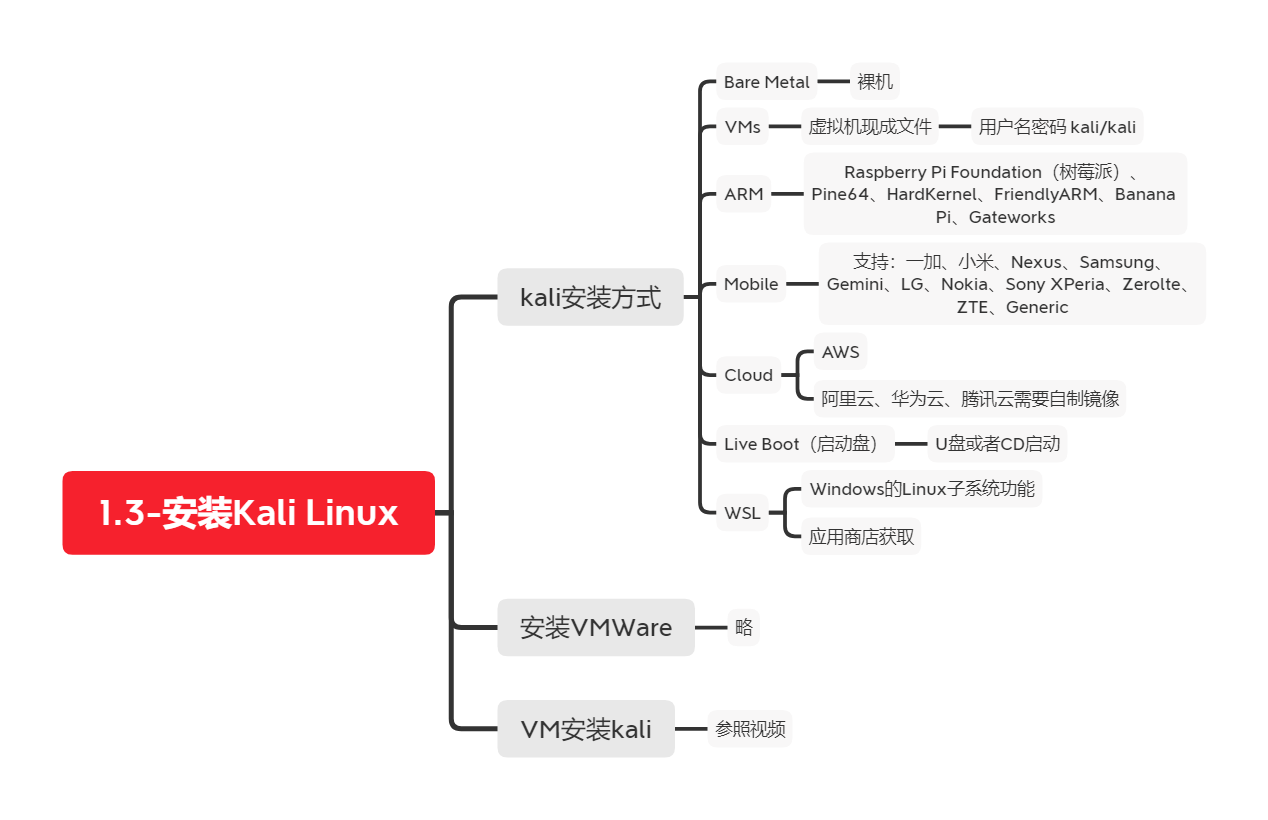 1.3-安装Kali Linux
kali安装方式
Bare Metal
裸机
VMs
虚拟机现成文件
用户名密码 kali/kali
ARM
Raspberry Pi Foundation（树莓派）、
Pine64、HardKernel、FriendlyARM、Banana
Pi、Gateworks
Mobile
支持：一加、小米、Nexus、Samsung、
Gemini、LG、Nokia、Sony XPeria、Zerolte、
ZTE、Generic
Cloud
AWS
阿里云、华为云、腾讯云需要自制镜像
Live Boot（启动盘）
U盘或者CD启动
WSL
Windows的Linux子系统功能
应用商店获取
安装VMWare
略
VM安装kali
参照视频